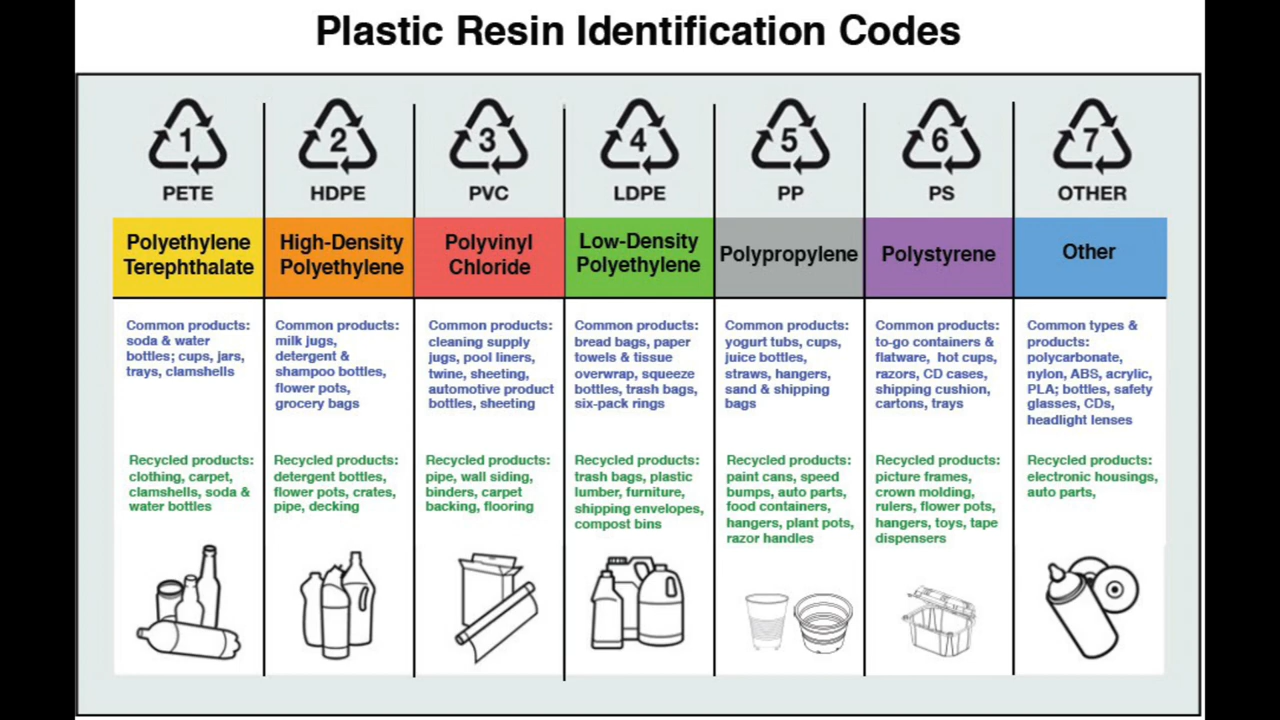 Plastic Resin Identification Codes
1
PETE
Polyethylene
Terephthalate
Common products:
soda & water
bottles; cups, jars,
trays, clamshells
Recycled products:
clothing, carpet,
clamshells, soda &
water bottles
2
HDPE
High-Density
Polyethylene
Common products:
milk jugs,
detergent &
shampoo bottles,
flower pots,
grocery bags
Recycled products:
detergent bottles,
flower pots, crates,
pipe, decking
3
PVC
Polyvinyl
Chloride
Common products:
cleaning supply
jugs, pool liners,
twine, sheeting,
automotive product
bottles, sheeting
Recycled products:
pipe, wall siding,
binders, carpet
backing, flooring
4
LDPE
Low-Density
Polyethylene
Common products:
bread bags, paper
towels & tissue
overwrap, squeeze
bottles, trash bags,
six-pack rings
Recycled products:
trash bags, plastic
lumber, furniture,
shipping envelopes,
compost bins
5
PP
Polypropylene
Common products:
yogurt tubs, cups,
juice bottles,
straws, hangers,
sand & shipping
bags
Recycled products:
paint cans, speed
bumps, auto parts,
food containers,
hangers, plant pots,
razor handles
6
PS
Polystyrene
Common products:
to-go containers &
flatware, hot cups,
razors, CD cases,
shipping cushion,
cartons, trays
Recycled products:
picture frames,
crown molding,
rulers, flower pots,
hangers, toys, tape
dispensers
7
OTHER
Other
Common types &
products:
polycarbonate,
nylon, ABS, acrylic,
PLA; bottles, safety
glasses, CDs,
headlight lenses
Recycled products:
electronic housings,
auto parts,